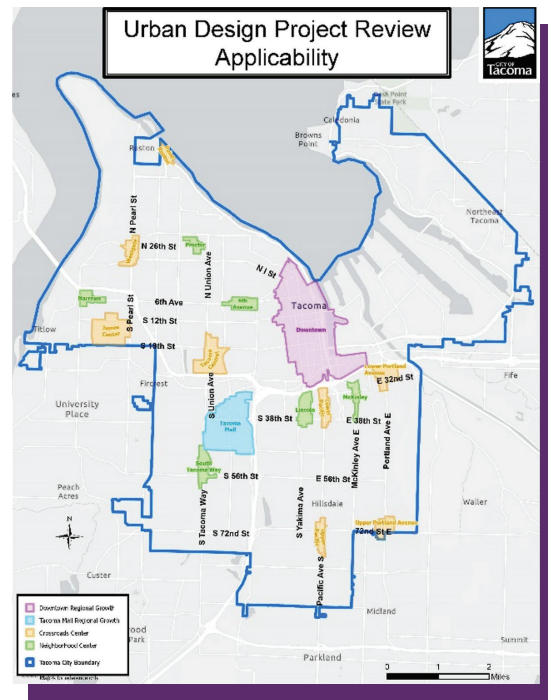 Urban Design Project Review
Applicability
CITY OF
Tacoma
Dash Point
State Park
Caledonia
Browns
Point
Ruston
Northeast
Tacoma
N Pearl St
N 26th St
Proctor
N Union Ave
N I St
6th Ave
6th
Avenue
S Pearl St
S 12th St
Tacoma
Downtown
Titlow
S 19th St
Lower Portland
Avenue
E 32nd St
Fife
Fircrest
University
Place
S Union Ave
Tacoma
Mall
S 38th St
Lincoln
McKinley
E 38th St
McKinley Ave E
Portland Ave E
South
Tacoma Way
S 56th St
E 56th St
Peach
Acres
Hillsdale
Waller
N
S Tacoma Way
S 72nd St
S Yakima Ave
Upper Portland Avenue
72nd St E
Pacific Ave S
Custer
Midland
Parkland
Summit
Park
Downtown Regional Growth
Tacoma Mall Regional Growth
Crossroads Center
Neighborhood Center
Tacoma City Boundary
0 1 2
Miles